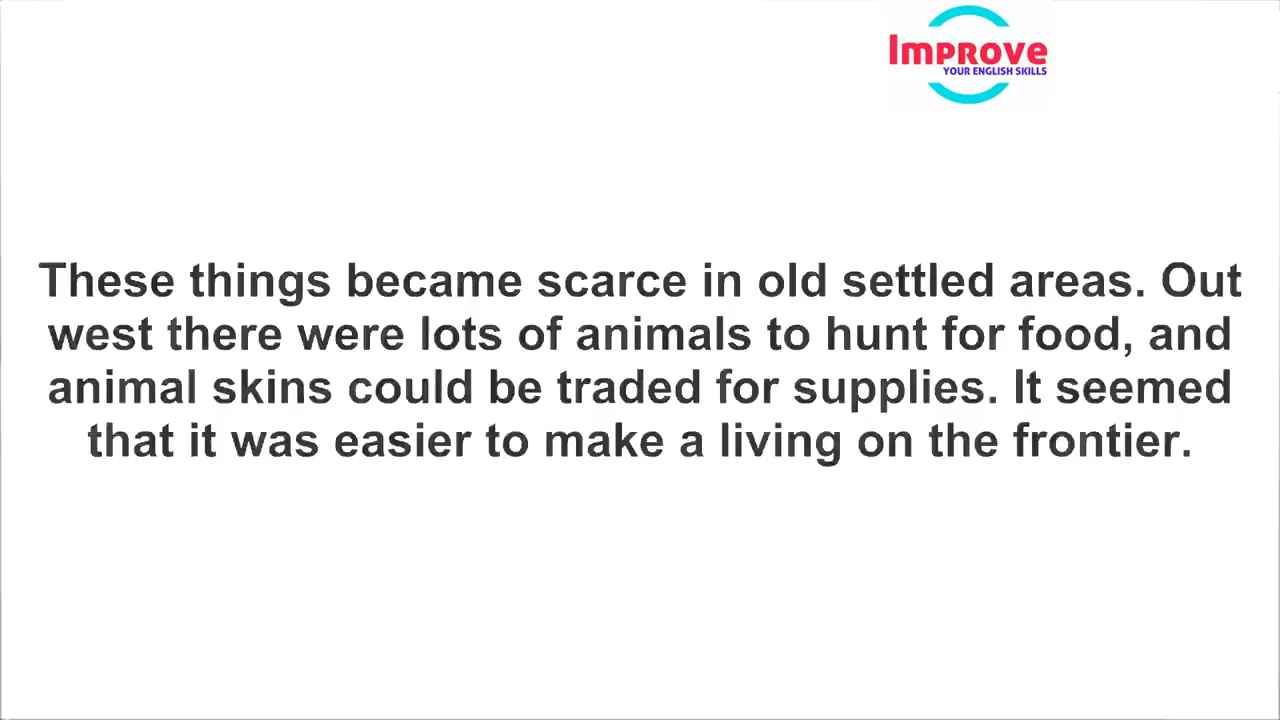 Improve
YOUR ENGLISH SKILLS
These things became scarce in old settled areas. Out
west there were lots of animals to hunt for food, and
animal skins could be traded for supplies. It seemed
that it was easier to make a living on the frontier.